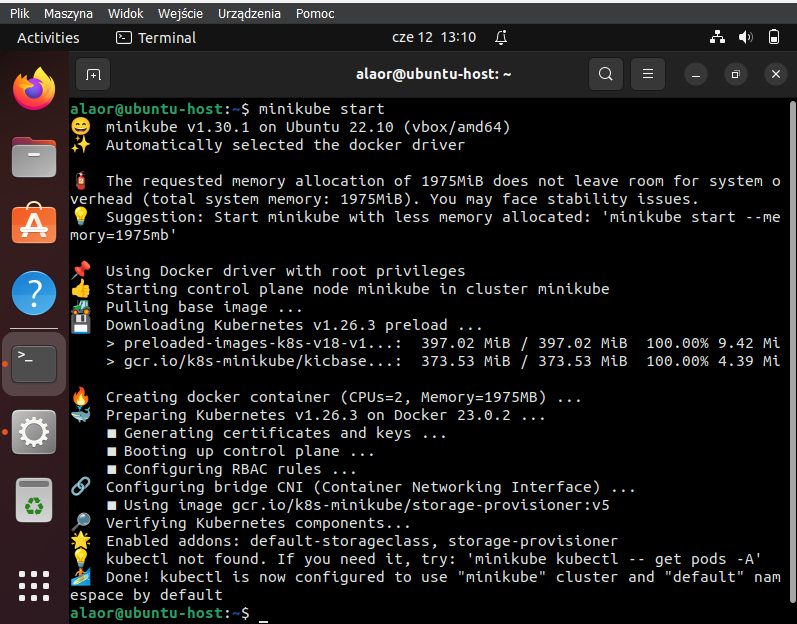 Plik Maszyna Widok Wejście Urządzenia Pomoc
Activities Terminal cze 12 13:10
alaor@ubuntu-host: ~
alaor@ubuntu-host:~$ minikube start
😄 minikube v1.30.1 on Ubuntu 22.10 (vbox/amd64)
✨ Automatically selected the docker driver
🧯 The requested memory allocation of 1975MiB does not leave room for system o
verhead (total system memory: 1975MiB). You may face stability issues.
💡 Suggestion: Start minikube with less memory allocated: 'minikube start --me
mory=1975mb'
📌 Using Docker driver with root privileges
👍 Starting control plane node minikube in cluster minikube
🚜 Pulling base image ...
💾 Downloading Kubernetes v1.26.3 preload ...
> preloaded-images-k8s-v18-v1...: 397.02 MiB / 397.02 MiB 100.00% 9.42 Mi
> gcr.io/k8s-minikube/kicbase...: 373.53 MiB / 373.53 MiB 100.00% 4.39 Mi
🔥 Creating docker container (CPUs=2, Memory=1975MB) ...
🐳 Preparing Kubernetes v1.26.3 on Docker 23.0.2 ...
■ Generating certificates and keys ...
■ Booting up control plane ...
■ Configuring RBAC rules ...
🔗 Configuring bridge CNI (Container Networking Interface) ...
■ Using image gcr.io/k8s-minikube/storage-provisioner:v5
🔎 Verifying Kubernetes components...
🌟 Enabled addons: default-storageclass, storage-provisioner
💡 kubectl not found. If you need it, try: 'minikube kubectl -- get pods -A'
🏄 Done! kubectl is now configured to use "minikube" cluster and "default" nam
espace by default
alaor@ubuntu-host:~$